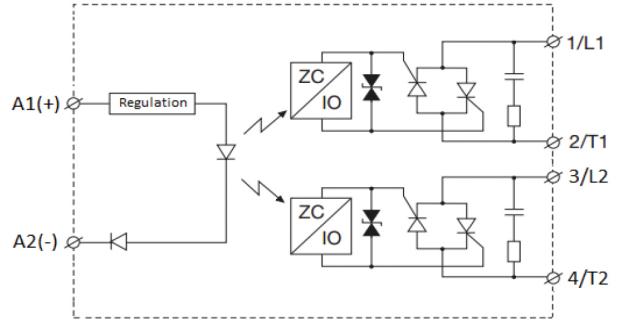 1/L1
ZC
IO
A1(+)
Regulation
2/T1
3/L2
ZC
IO
A2(-)
4/T2